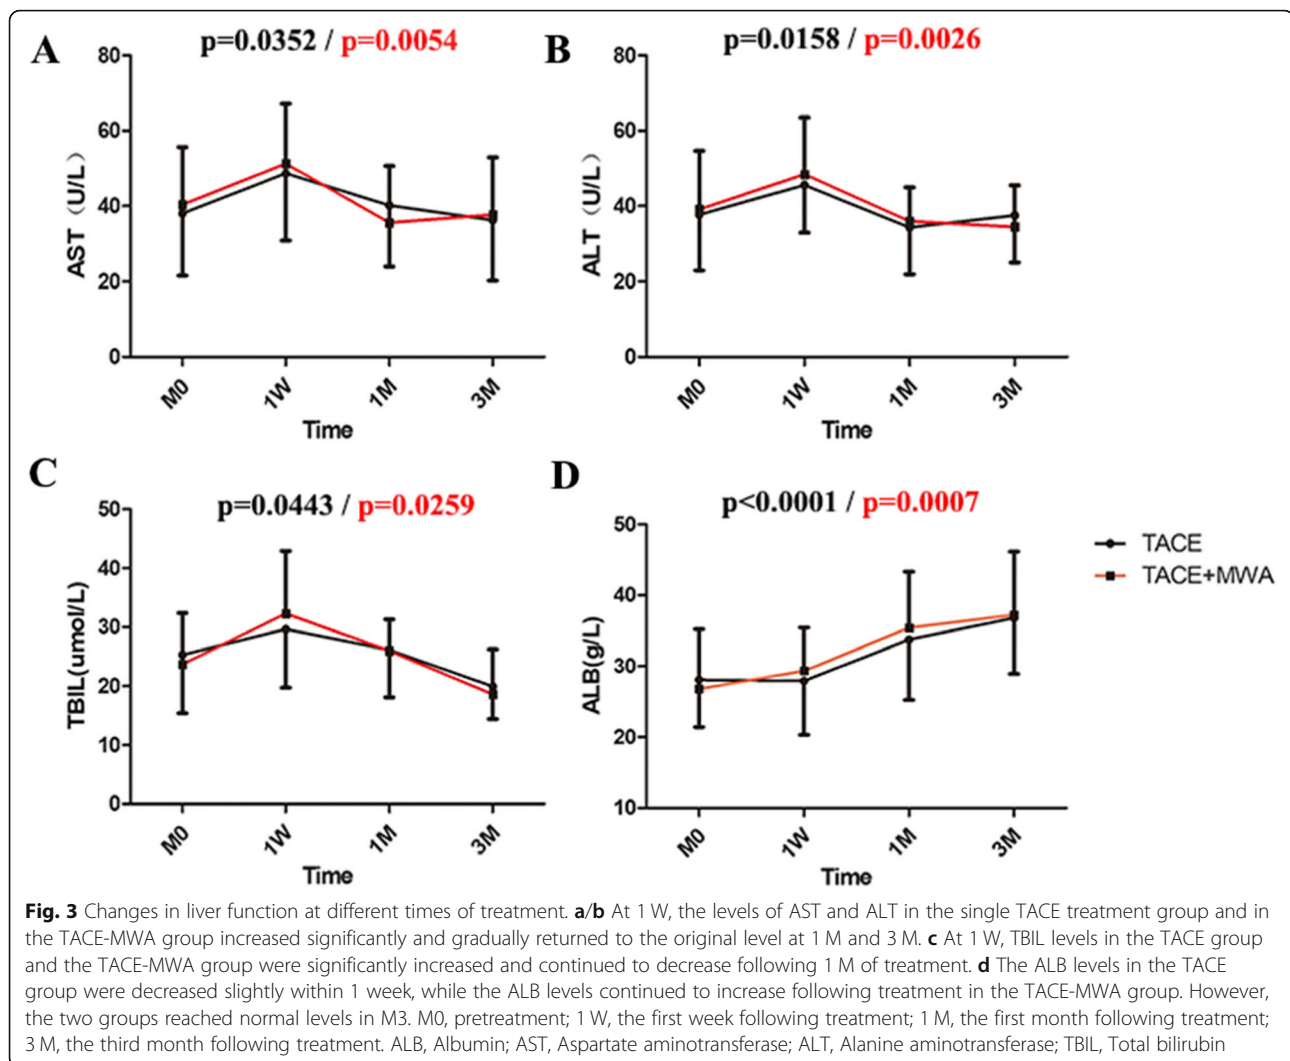 A
p=0.0352 / p=0.0054
80
60
40
20
0
AST（U/L）
M0
1W
1M
3M
Time
B
p=0.0158 / p=0.0026
80
60
40
20
0
ALT（U/L）
M0
1W
1M
3M
Time
C
p=0.0443 / p=0.0259
50
40
30
20
10
0
TBIL(umol/L)
M0
1W
1M
3M
Time
D
p<0.0001 / p=0.0007
50
40
30
20
10
ALB(g/L)
M0
1W
1M
3M
Time
TACE
TACE+MWA
Fig. 3 Changes in liver function at different times of treatment. a/b At 1 W, the levels of AST and ALT in the single TACE treatment group and in
the TACE-MWA group increased significantly and gradually returned to the original level at 1 M and 3 M. c At 1 W, TBIL levels in the TACE group
and the TACE-MWA group were significantly increased and continued to decrease following 1 M of treatment. d The ALB levels in the TACE
group were decreased slightly within 1 week, while the ALB levels continued to increase following treatment in the TACE-MWA group. However,
the two groups reached normal levels in M3. M0, pretreatment; 1 W, the first week following treatment; 1 M, the first month following treatment;
3 M, the third month following treatment. ALB, Albumin; AST, Aspartate aminotransferase; ALT, Alanine aminotransferase; TBIL, Total bilirubin